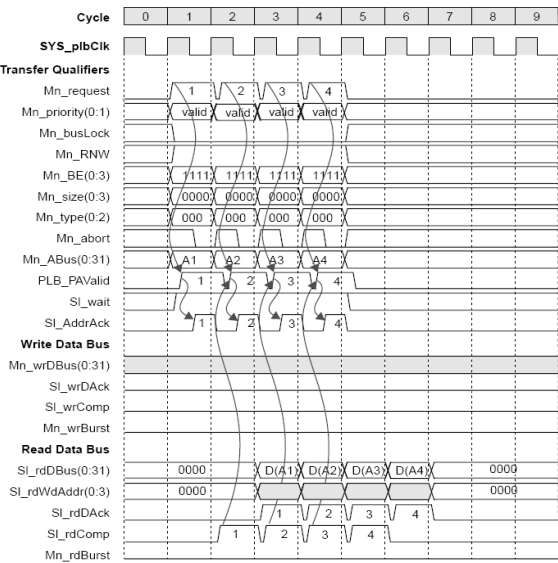 Cycle 0 1 2 3 4 5 6 7 8 9
SYS_plbClk
Transfer Qualifiers
Mn_request 1 2 3 4
Mn_priority(0:1) valid valid valid valid
Mn_busLock
Mn_RNW
Mn_BE(0:3) 1111 1111 1111 1111
Mn_size(0:3) 0000 0000 0000 0000
Mn_type(0:2) 000 000 000 000
Mn_abort
Mn_ABus(0:31) A1 A2 A3 A4
PLB_PAValid 1 2 3 4
Sl_wait
Sl_AddrAck 1 2 3 4
Write Data Bus
Mn_wrDBus(0:31)
Sl_wrDAck
Sl_wrComp
Mn_wrBurst
Read Data Bus
Sl_rdDBus(0:31) 0000 D(A1) D(A2) D(A3) D(A4) 0000
Sl_rdWdAddr(0:3) 0000 0000
Sl_rdDAck 1 2 3 4
Sl_rdComp 1 2 3 4
Mn_rdBurst